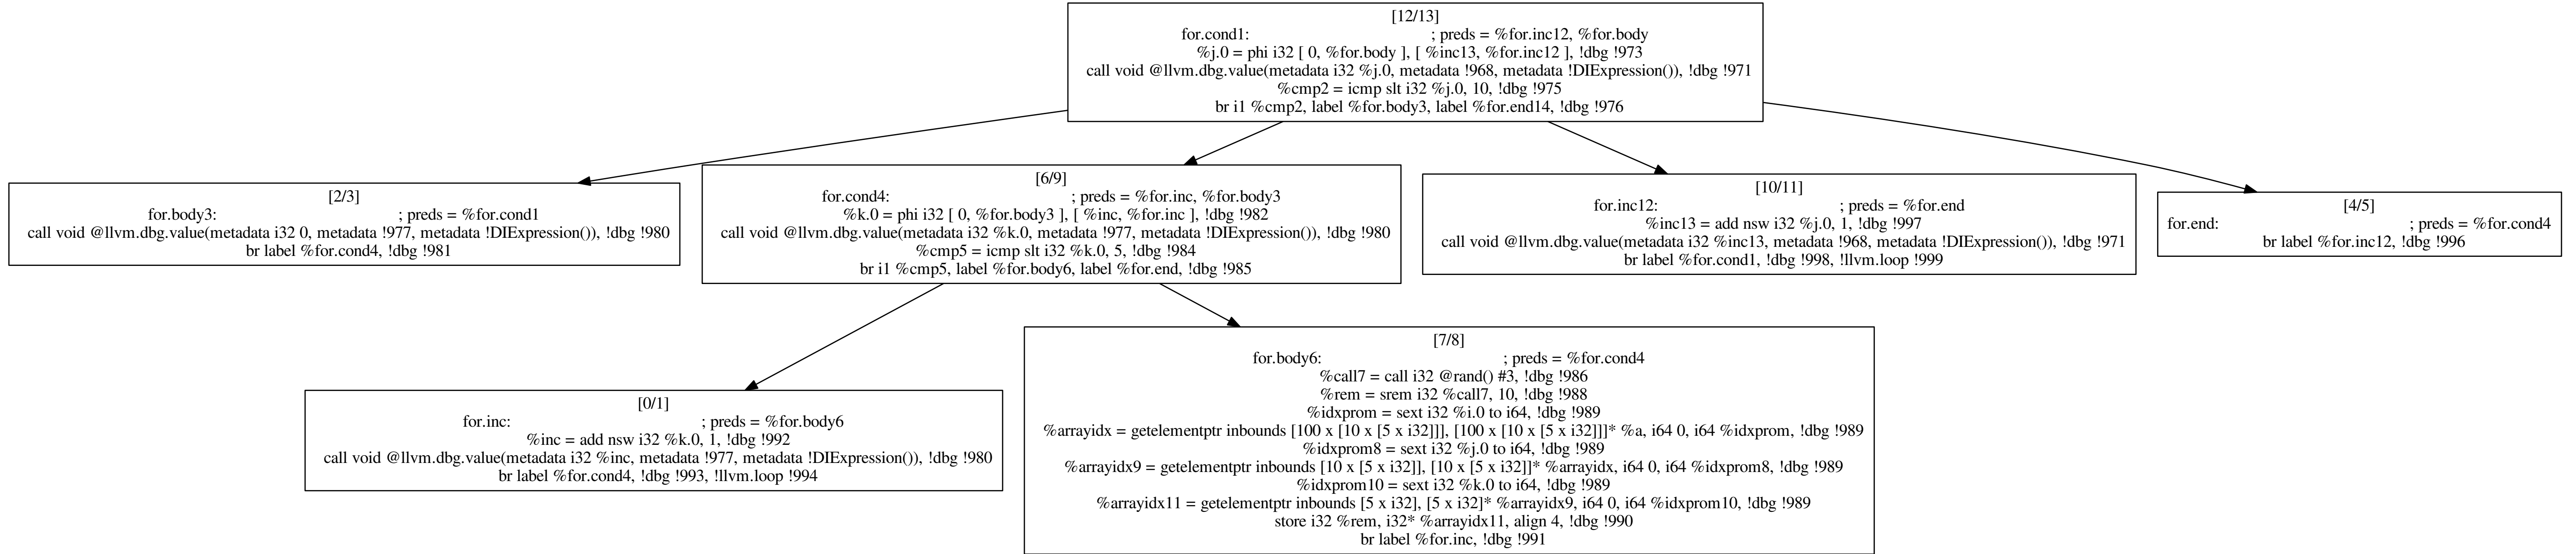 [12/13]
for.cond1: ; preds = %for.inc12, %for.body
%j.0 = phi i32 [ 0, %for.body ], [ %inc13, %for.inc12 ], !dbg !973
call void @llvm.dbg.value(metadata i32 %j.0, metadata !968, metadata !DIExpression()), !dbg !971
%cmp2 = icmp slt i32 %j.0, 10, !dbg !975
br i1 %cmp2, label %for.body3, label %for.end14, !dbg !976
[2/3]
for.body3: ; preds = %for.cond1
call void @llvm.dbg.value(metadata i32 0, metadata !977, metadata !DIExpression()), !dbg !980
br label %for.cond4, !dbg !981
[6/9]
for.cond4: ; preds = %for.inc, %for.body3
%k.0 = phi i32 [ 0, %for.body3 ], [ %inc, %for.inc ], !dbg !982
call void @llvm.dbg.value(metadata i32 %k.0, metadata !977, metadata !DIExpression()), !dbg !980
%cmp5 = icmp slt i32 %k.0, 5, !dbg !984
br i1 %cmp5, label %for.body6, label %for.end, !dbg !985
[10/11]
for.inc12: ; preds = %for.end
%inc13 = add nsw i32 %j.0, 1, !dbg !997
call void @llvm.dbg.value(metadata i32 %inc13, metadata !968, metadata !DIExpression()), !dbg !971
br label %for.cond1, !dbg !998, !llvm.loop !999
[4/5]
for.end: ; preds = %for.cond4
br label %for.inc12, !dbg !996
[0/1]
for.inc: ; preds = %for.body6
%inc = add nsw i32 %k.0, 1, !dbg !992
call void @llvm.dbg.value(metadata i32 %inc, metadata !977, metadata !DIExpression()), !dbg !980
br label %for.cond4, !dbg !993, !llvm.loop !994
[7/8]
for.body6: ; preds = %for.cond4
%call7 = call i32 @rand() #3, !dbg !986
%rem = srem i32 %call7, 10, !dbg !988
%idxprom = sext i32 %i.0 to i64, !dbg !989
%arrayidx = getelementptr inbounds [100 x [10 x [5 x i32]]], [100 x [10 x [5 x i32]]]* %a, i64 0, i64 %idxprom, !dbg !989
%idxprom8 = sext i32 %j.0 to i64, !dbg !989
%arrayidx9 = getelementptr inbounds [10 x [5 x i32]], [10 x [5 x i32]]* %arrayidx, i64 0, i64 %idxprom8, !dbg !989
%idxprom10 = sext i32 %k.0 to i64, !dbg !989
%arrayidx11 = getelementptr inbounds [5 x i32], [5 x i32]* %arrayidx9, i64 0, i64 %idxprom10, !dbg !989
store i32 %rem, i32* %arrayidx11, align 4, !dbg !990
br label %for.inc, !dbg !991